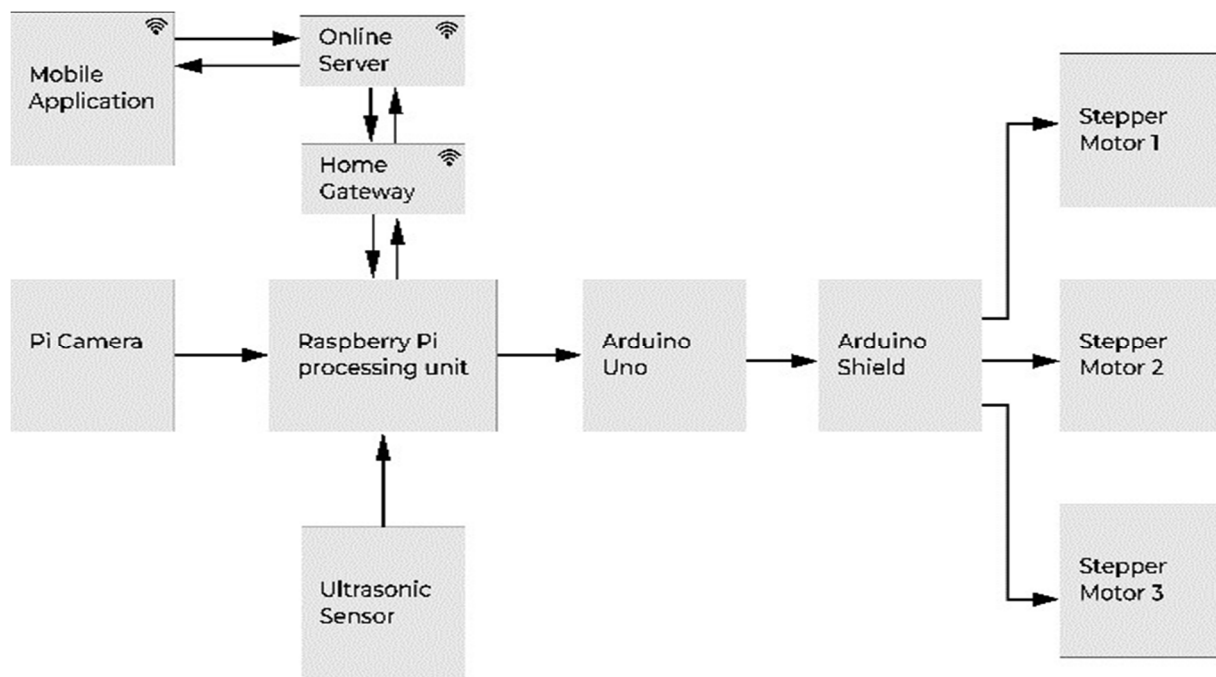 Mobile
Application
Online
Server
Home
Gateway
Stepper
Motor 1
Pi Camera
Raspberry Pi
processing unit
Arduino
Uno
Arduino
Shield
Stepper
Motor 2
Ultrasonic
Sensor
Stepper
Motor 3